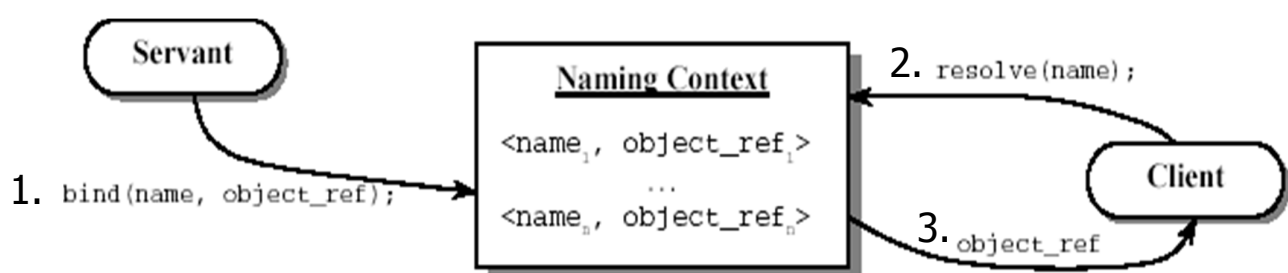 Servant
Naming Context
<name1, object_ref1>
...
<namen, object_refn>
1. bind(name, object_ref);
2. resolve(name);
Client
3. object_ref